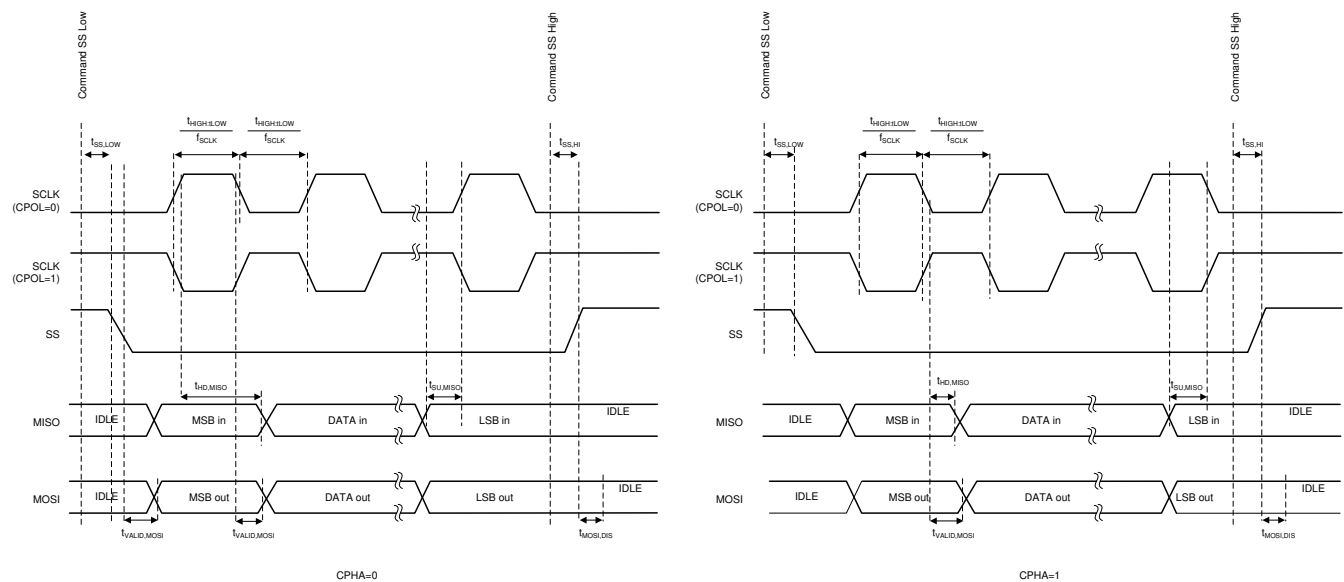 Command SS Low
Command SS High
tHIGH:tLOW
fSCLK
tHIGH:tLOW
fSCLK
tSS,LOW
tSS,HI
SCLK
(CPOL=0)
SCLK
(CPOL=1)
SS
tHD,MISO
tSU,MISO
MISO
IDLE
MSB in
DATA in
LSB in
IDLE
MOSI
IDLE
MSB out
DATA out
LSB out
IDLE
tVALID,MOSI
tVALID,MOSI
tMOSI,DIS
CPHA=0
Command SS Low
Command SS High
tHIGH:tLOW
fSCLK
tHIGH:tLOW
fSCLK
tSS,LOW
tSS,HI
SCLK
(CPOL=0)
SCLK
(CPOL=1)
SS
tHD,MISO
tSU,MISO
MISO
IDLE
MSB in
DATA in
LSB in
IDLE
MOSI
IDLE
MSB out
DATA out
LSB out
IDLE
tVALID,MOSI
tMOSI,DIS
CPHA=1